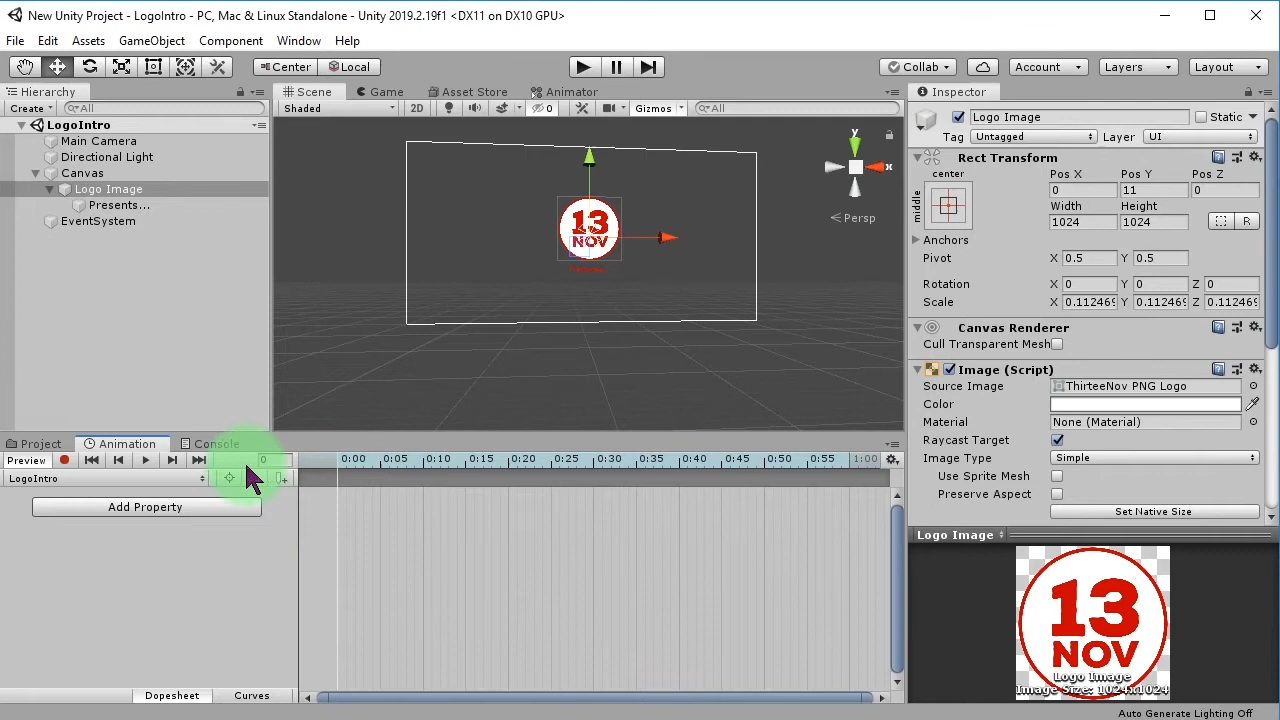 New Unity Project - LogoIntro - PC, Mac & Linux Standalone - Unity 2019.2.19f1 <DX11 on DX10 GPU>
File Edit Assets GameObject Component Window Help
Center Local Collab Account Layers Layout
Hierarchy Scene Game Asset Store Animator Inspector
Create All Shaded 2D 0 Gizmos All
Logo Image Static
Tag Untagged Layer UI
LogoIntro
Main Camera
Directional Light
Canvas
Logo Image
Presents...
EventSystem
y
x
Persp
13
NOV
Rect Transform
center
middle
Pos X Pos Y Pos Z
0 11 0
Width Height
1024 1024
R
Anchors
Pivot X 0.5 Y 0.5
Rotation X 0 Y 0 Z 0
Scale X 0.112469 Y 0.112469 Z 0.112469
Canvas Renderer
Cull Transparent Mesh
Image (Script)
Source Image ThirteeNov PNG Logo
Color
Material None (Material)
Raycast Target
Image Type Simple
Use Sprite Mesh
Preserve Aspect
Set Native Size
Project Animation Console
Preview 0 0:00 0:05 0:10 0:15 0:20 0:25 0:30 0:35 0:40 0:45 0:50 0:55 1:00
LogoIntro
Add Property
Dopesheet Curves
Logo Image
13
NOV
Logo Image
Image Size: 1024x1024
Auto Generate Lighting Off